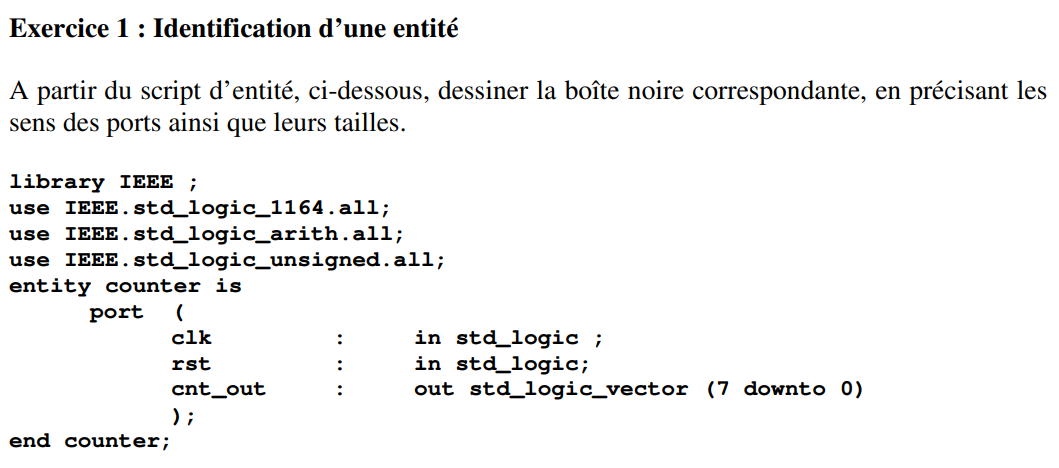 Exercice 1 : Identification d’une entité
A partir du script d’entité, ci-dessous, dessiner la boîte noire correspondante, en précisant les
sens des ports ainsi que leurs tailles.
library IEEE ;
use IEEE.std_logic_1164.all;
use IEEE.std_logic_arith.all;
use IEEE.std_logic_unsigned.all;
entity counter is
port (
clk : in std_logic ;
rst : in std_logic;
cnt_out : out std_logic_vector (7 downto 0)
);
end counter;